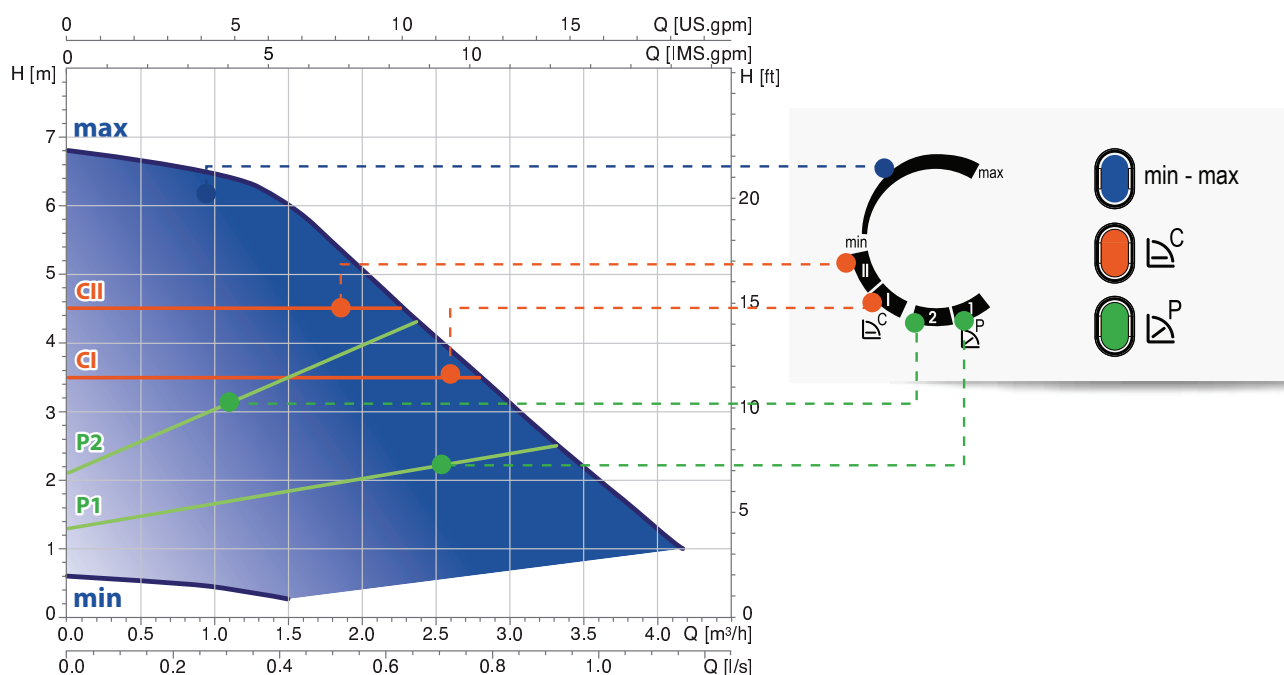 0 5 10 15 Q [US.gpm]
0 5 10 Q [IMS.gpm]
H [m] H [ft]
max
7
6
5
4
3
2
1
0
20
15
10
5
0
CII
CI
P2
P1
min
0.0 0.5 1.0 1.5 2.0 2.5 3.0 3.5 4.0 Q [m³/h]
0.0 0.2 0.4 0.6 0.8 1.0 Q [l/s]
max
min
II
I
C
2
1
P
min - max
C
P